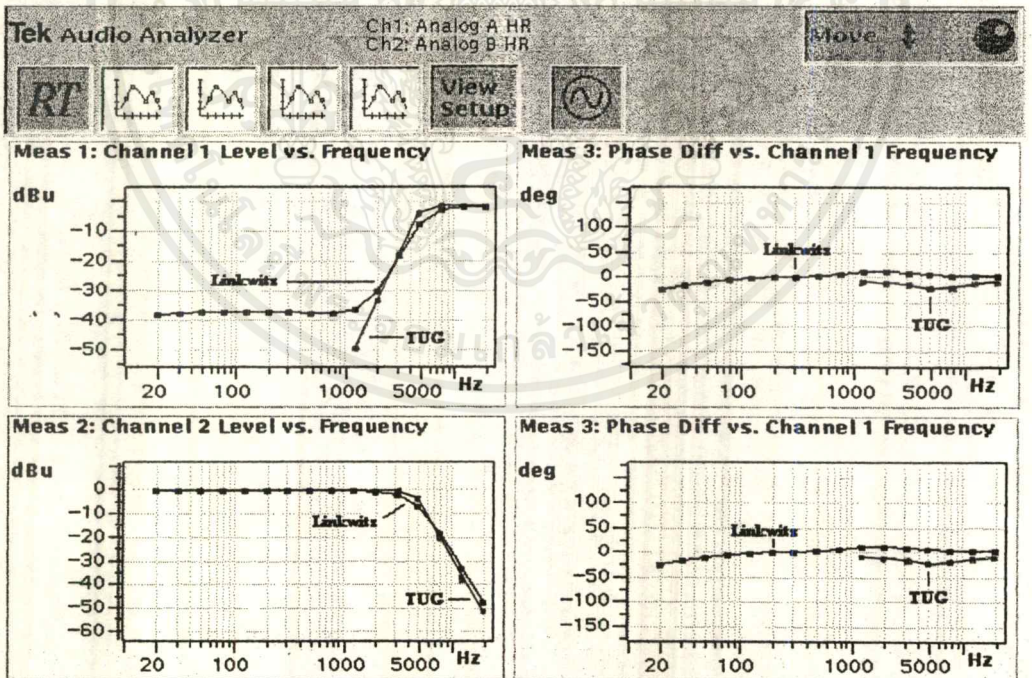 Tek Audio Analyzer
Ch1: Analog A HR
Ch2: Analog B HR
Move
RT
View
Setup
Meas 1: Channel 1 Level vs. Frequency
dBu
-10
-20
-30
-40
-50
Linkwitz
TUG
20 100 1000 5000 Hz
Meas 3: Phase Diff vs. Channel 1 Frequency
deg
100
50
0
-50
-100
-150
Linkwitz
TUG
20 100 1000 5000 Hz
Meas 2: Channel 2 Level vs. Frequency
dBu
0
-10
-20
-30
-40
-50
-60
Linkwitz
TUG
20 100 1000 5000 Hz
Meas 3: Phase Diff vs. Channel 1 Frequency
deg
100
50
0
-50
-100
-150
Linkwitz
TUG
20 100 1000 5000 Hz